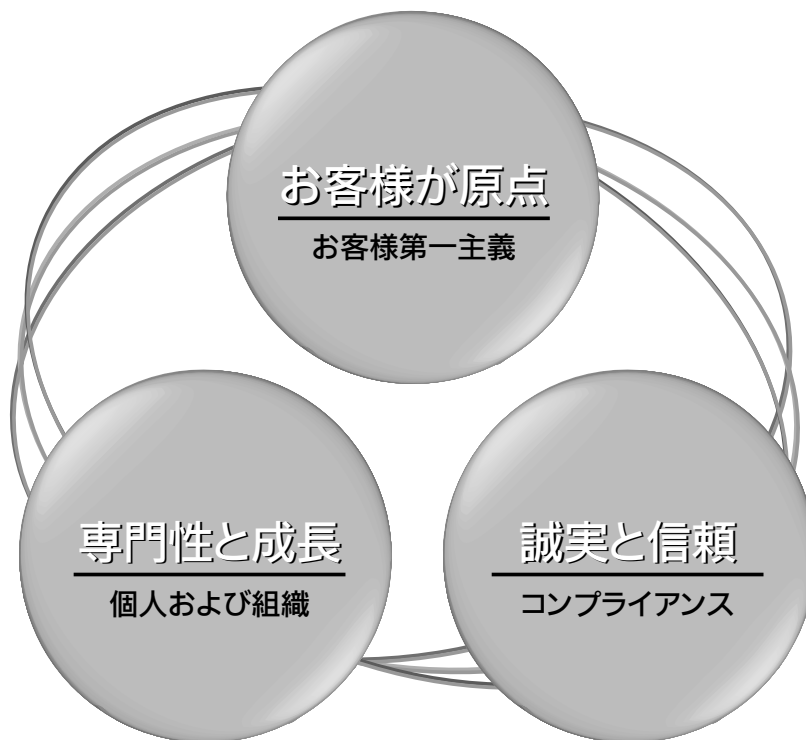 お客様が原点
お客様第一主義
専門性と成長
個人および組織
誠実と信頼
コンプライアンス